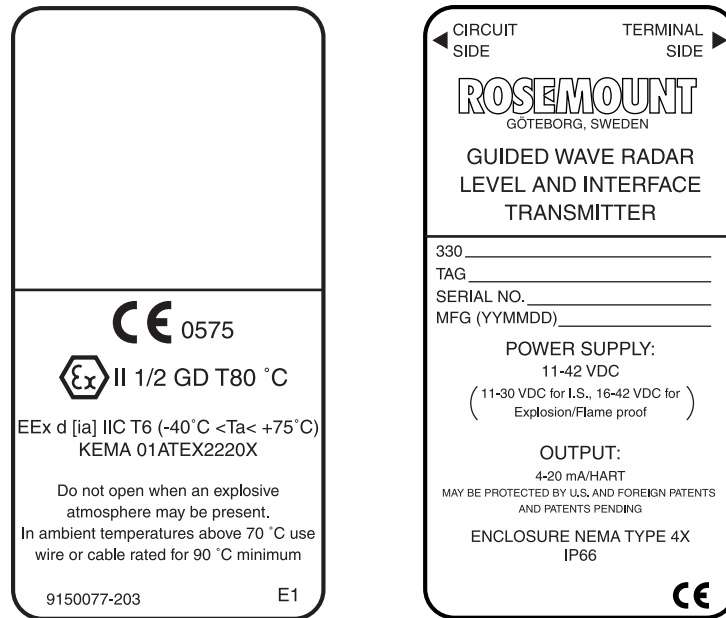 CE 0575
Ex II 1/2 GD T80 ˚C
EEx d [ia] IIC T6 (-40˚C <Ta< +75˚C)
KEMA 01ATEX2220X
Do not open when an explosive
atmosphere may be present.
In ambient temperatures above 70 ˚C use
wire or cable rated for 90 ˚C minimum
9150077-203 E1
CIRCUIT SIDE
TERMINAL SIDE
ROSEMOUNT
GÖTEBORG, SWEDEN
GUIDED WAVE RADAR
LEVEL AND INTERFACE
TRANSMITTER
330
TAG
SERIAL NO.
MFG (YYMMDD)
POWER SUPPLY:
11-42 VDC
(11-30 VDC for I.S., 16-42 VDC for
Explosion/Flame proof)
OUTPUT:
4-20 mA/HART
MAY BE PROTECTED BY U.S. AND FOREIGN PATENTS
AND PATENTS PENDING
ENCLOSURE NEMA TYPE 4X
IP66
CE